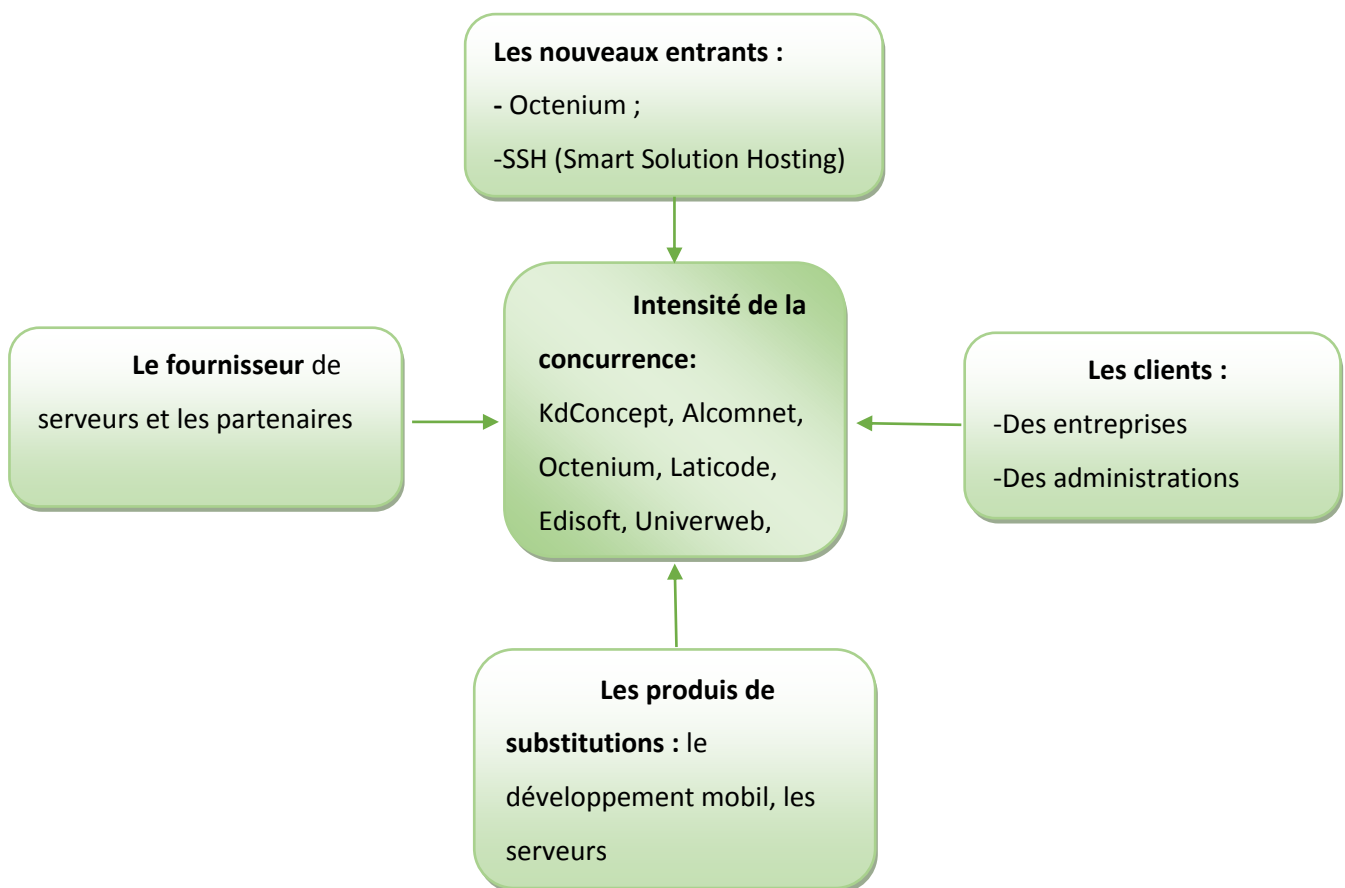 Les nouveaux entrants :
- Octenium ;
-SSH (Smart Solution Hosting)
Le fournisseur de
serveurs et les partenaires
Intensité de la
concurrence:
KdConcept, Alcomnet,
Octenium, Laticode,
Edisoft, Univerweb,
Les clients :
-Des entreprises
-Des administrations
Les produis de
substitutions : le
développement mobil, les
serveurs